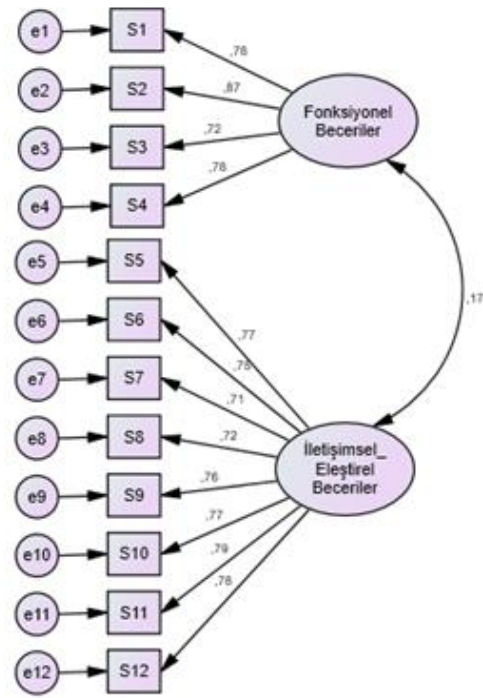 e1 S1
,78
e2 S2
,87
Fonksiyonel
Beceriler
e3 S3
,72
e4 S4
,78
e5 S5
,77
e6 S6
,75
e7 S7
,71
,17
e8 S8
,72
İletişimsel_
Eleştirel
Beceriler
e9 S9
,76
e10 S10
,77
e11 S11
,79
e12 S12
,78